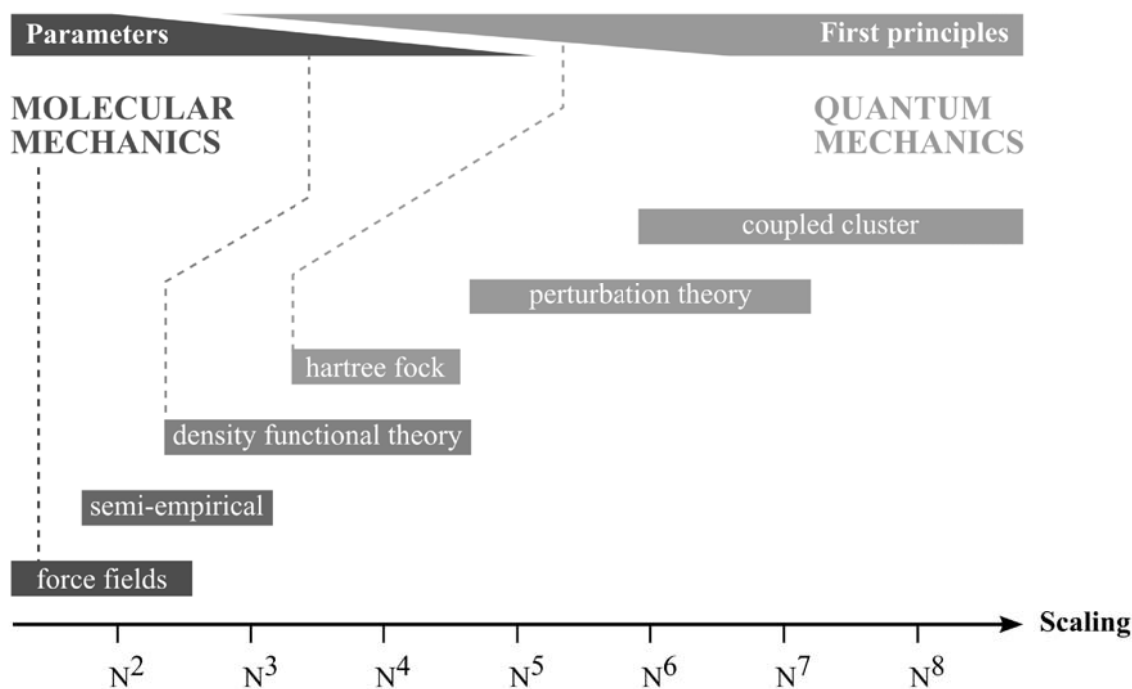 Parameters
First principles
MOLECULAR
MECHANICS
QUANTUM
MECHANICS
coupled cluster
perturbation theory
hartree fock
density functional theory
semi-empirical
force fields
Scaling
N²
N³
N⁴
N⁵
N⁶
N⁷
N⁸